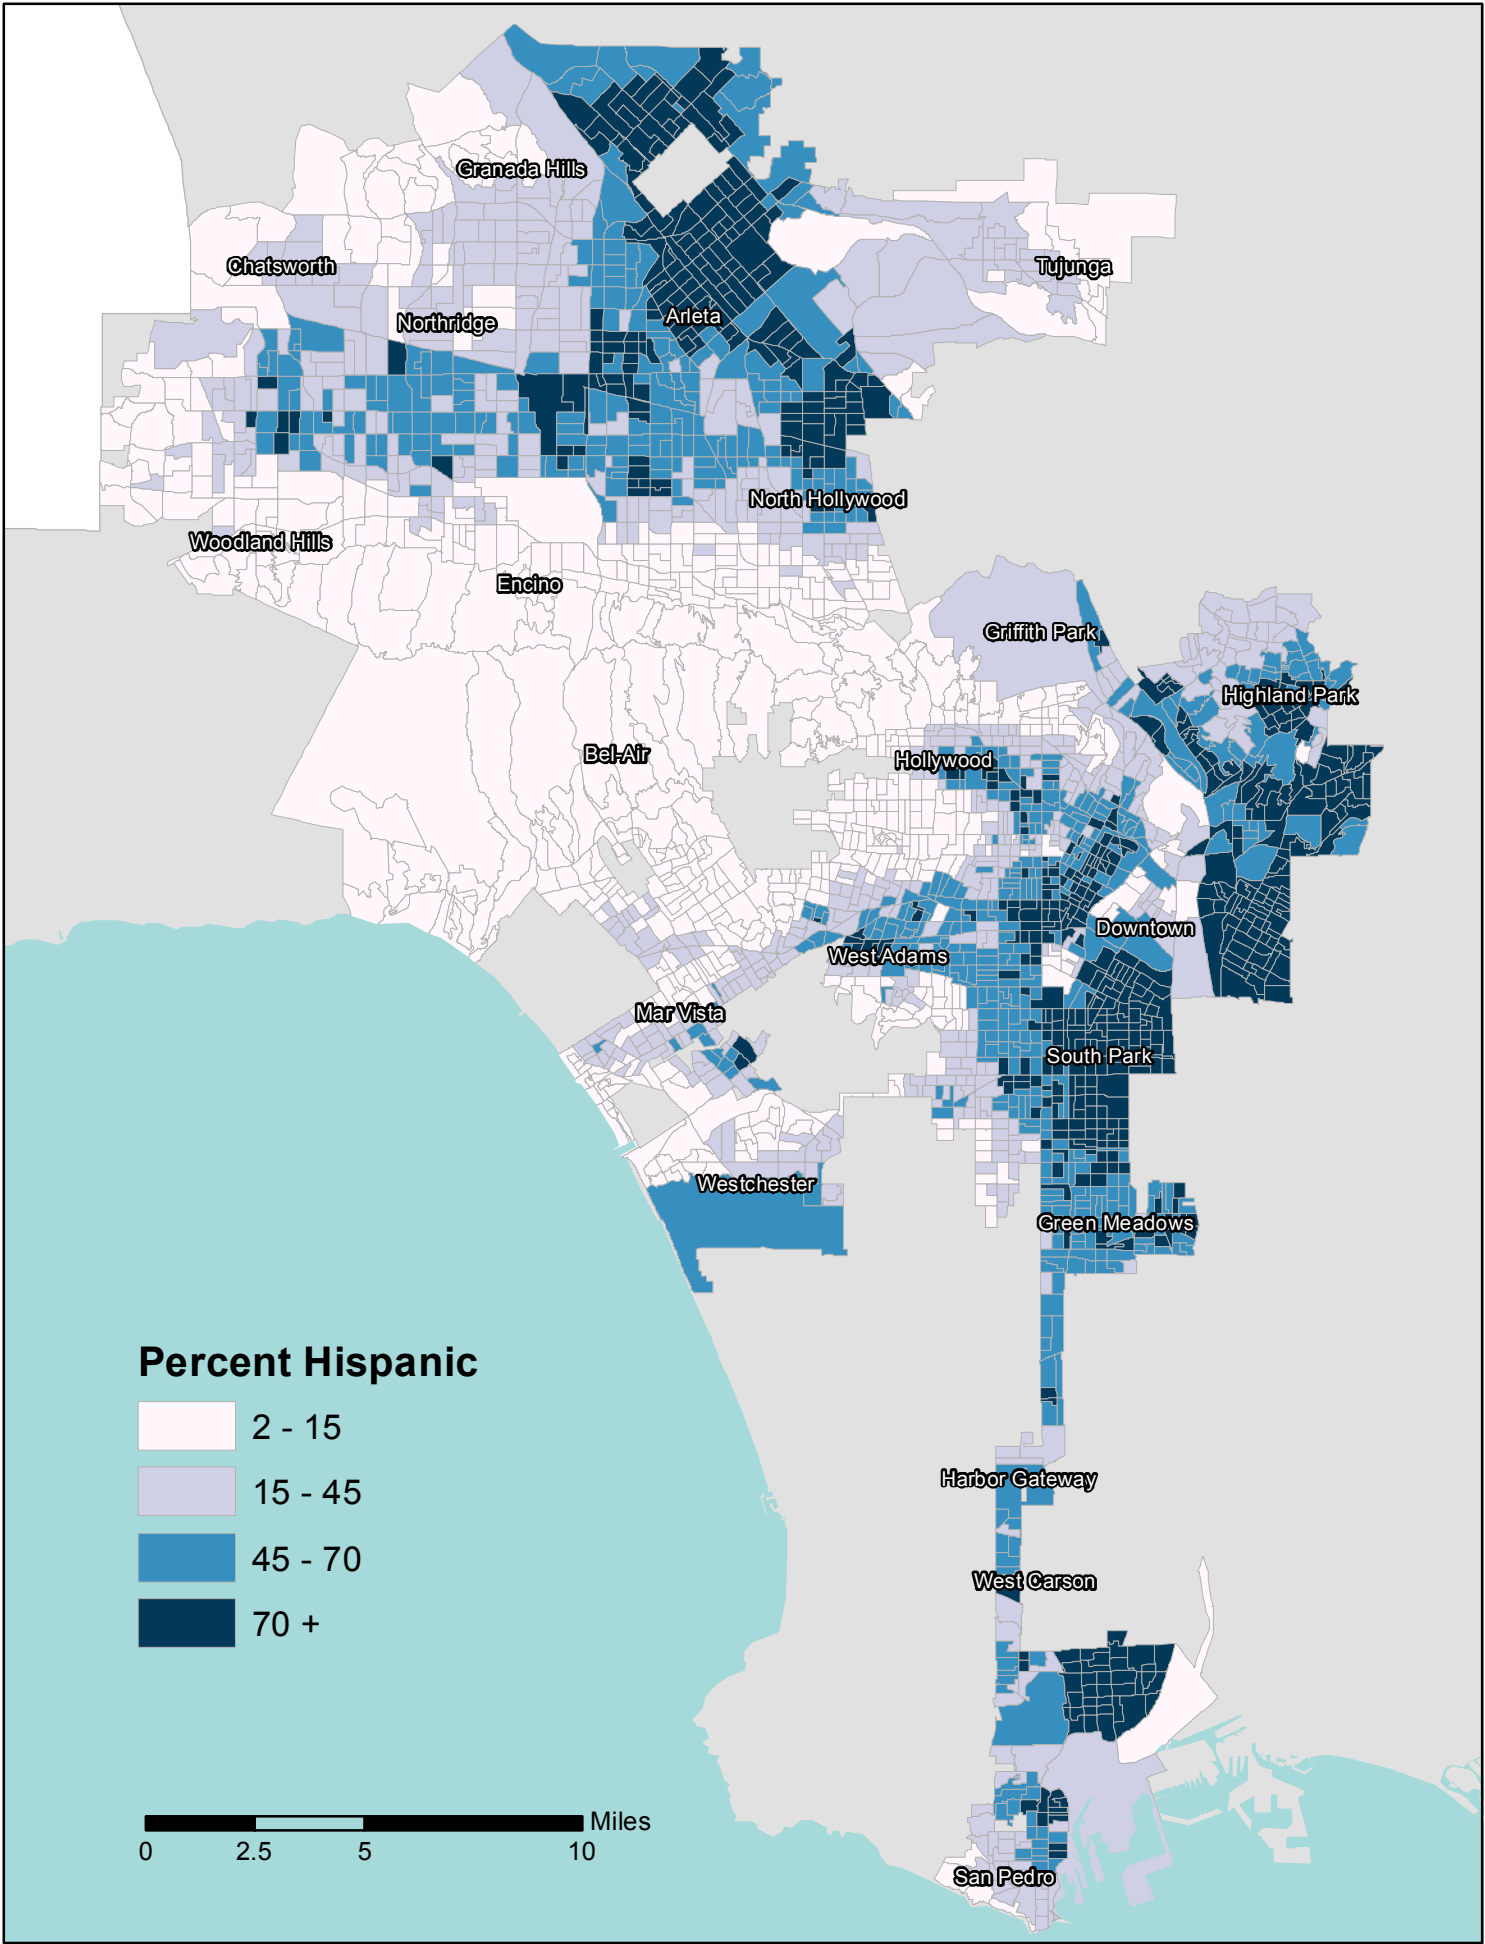 Granada Hills
Chatsworth
Tujunga
Northridge
Arleta
North Hollywood
Woodland Hills
Encino
Griffith Park
Highland Park
Bel-Air
Hollywood
Downtown
West Adams
Mar Vista
South Park
Westchester
Green Meadows
Percent Hispanic
2 - 15
15 - 45
45 - 70
70 +
Harbor Gateway
West Carson
Miles
0 2.5 5 10
San Pedro